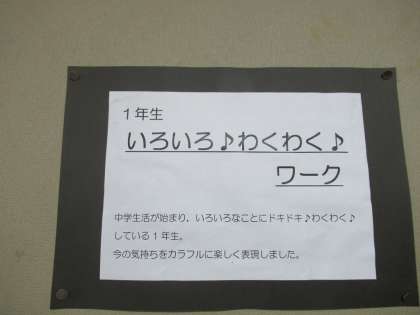 1年生
いろいろ♪わくわく♪
ワーク
中学生活が始まり、いろいろなことにドキドキ♪わくわく♪
している1年生。
今の気持ちをカラフルに楽しく表現しました。